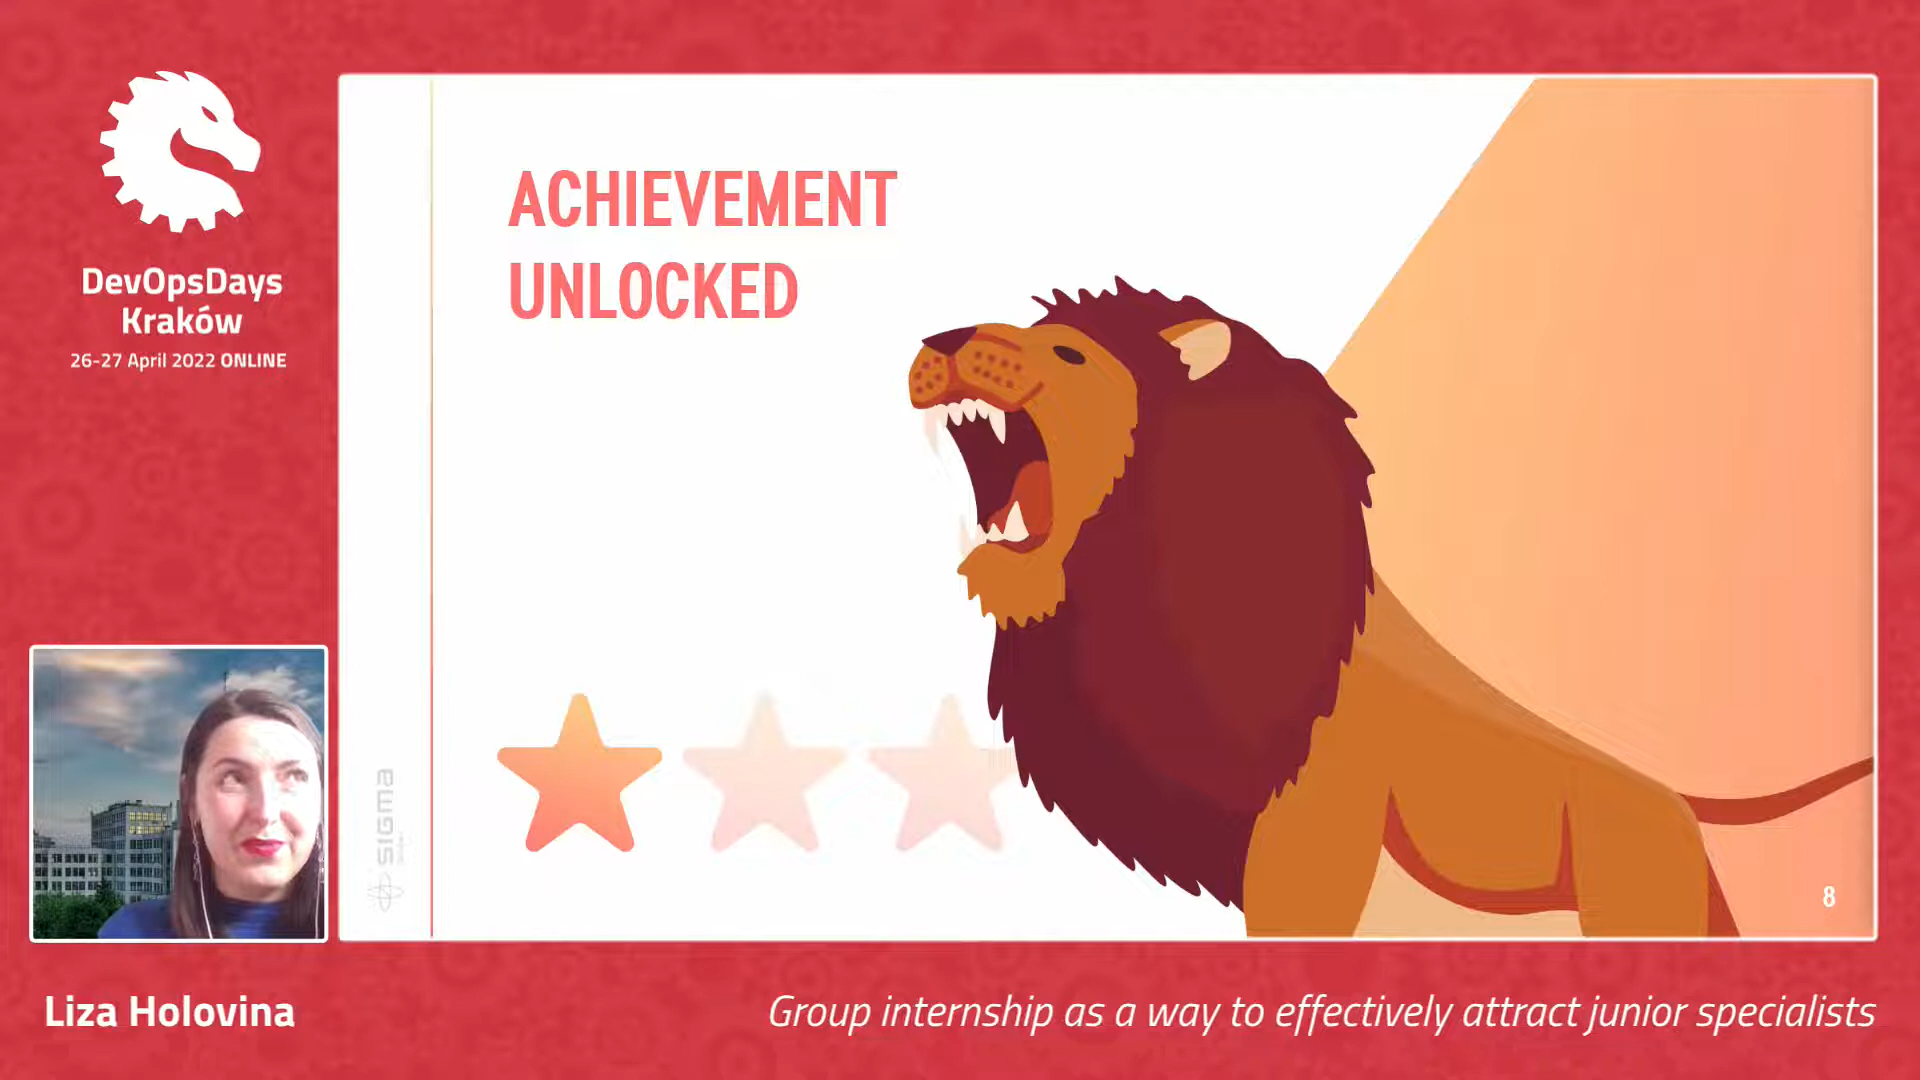 DevOpsDays
Kraków
26-27 April 2022 ONLINE
ACHIEVEMENT
UNLOCKED
SIGMA
8
Liza Holovina
Group internship as a way to effectively attract junior specialists